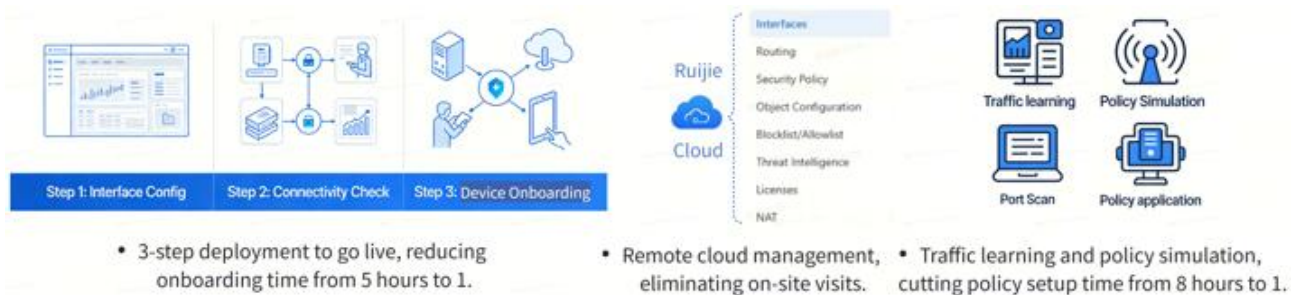 Step 1: Interface Config
Step 2: Connectivity Check
Step 3: Device Onboarding
• 3-step deployment to go live, reducing
onboarding time from 5 hours to 1.
Ruijie
Cloud
Interfaces
Routing
Security Policy
Object Configuration
Blocklist/Allowlist
Threat Intelligence
Licenses
NAT
• Remote cloud management,
eliminating on-site visits.
Traffic learning
Policy Simulation
Port Scan
Policy application
• Traffic learning and policy simulation,
cutting policy setup time from 8 hours to 1.